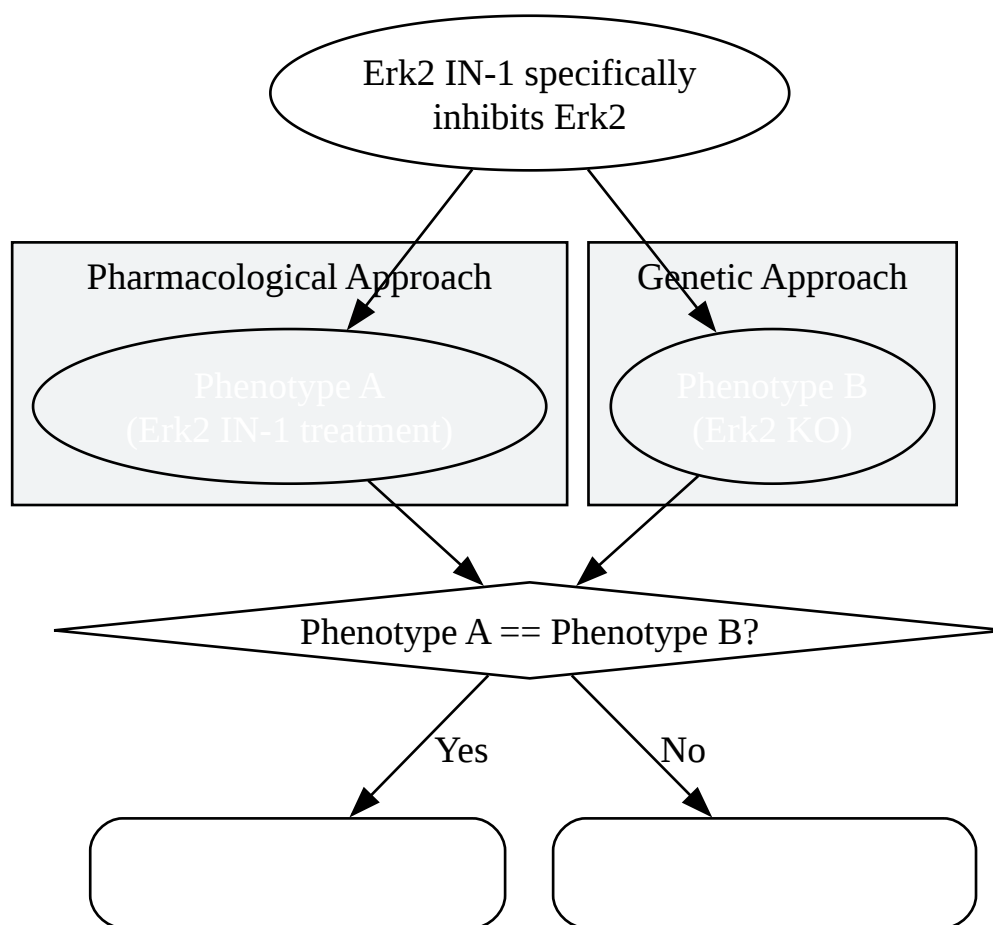 Erk2 IN-1 specifically
inhibits Erk2
Pharmacological Approach
Genetic Approach
Phenotype A
(Erk2 IN-1 treatment)
Phenotype B
(Erk2 KO)
Phenotype A == Phenotype B?
Yes
No